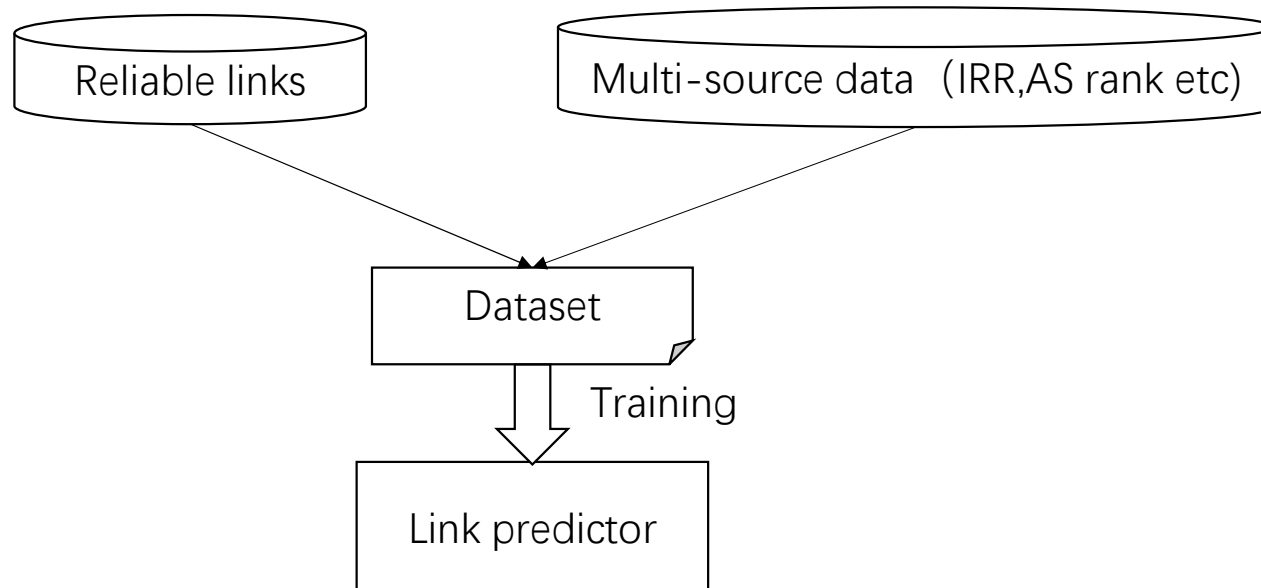 Reliable links
Multi-source data（IRR,AS rank etc)
Dataset
Training
Link predictor